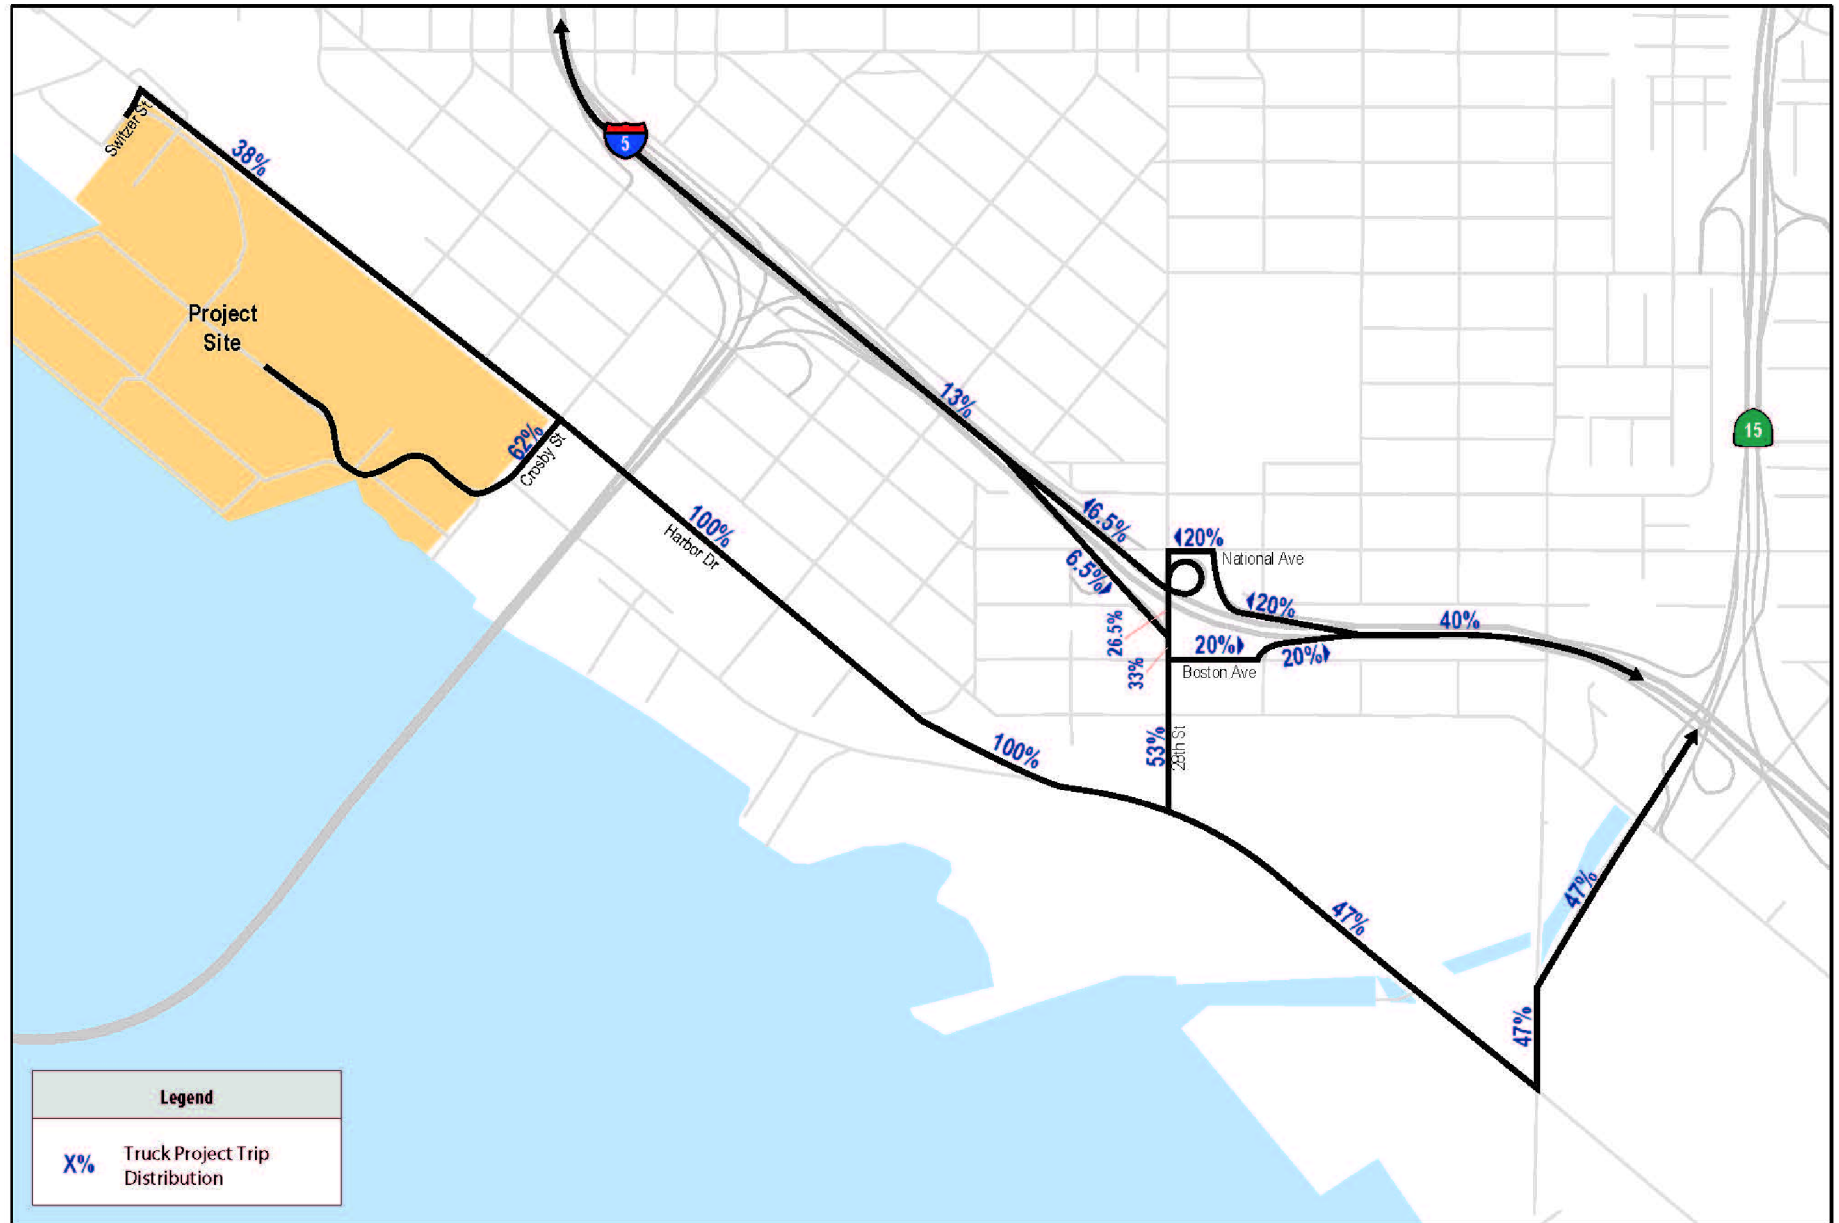 5
Switzer St
38%
Project
Site
13%
15
62%
Crosby St
100%
Harbor Dr
6.5%
20%
National Ave
6.5%
20%
40%
26.5%
20%
20%
33%
Boston Ave
53%
28th St
100%
47%
47%
47%
Legend
X%
Truck Project Trip
Distribution